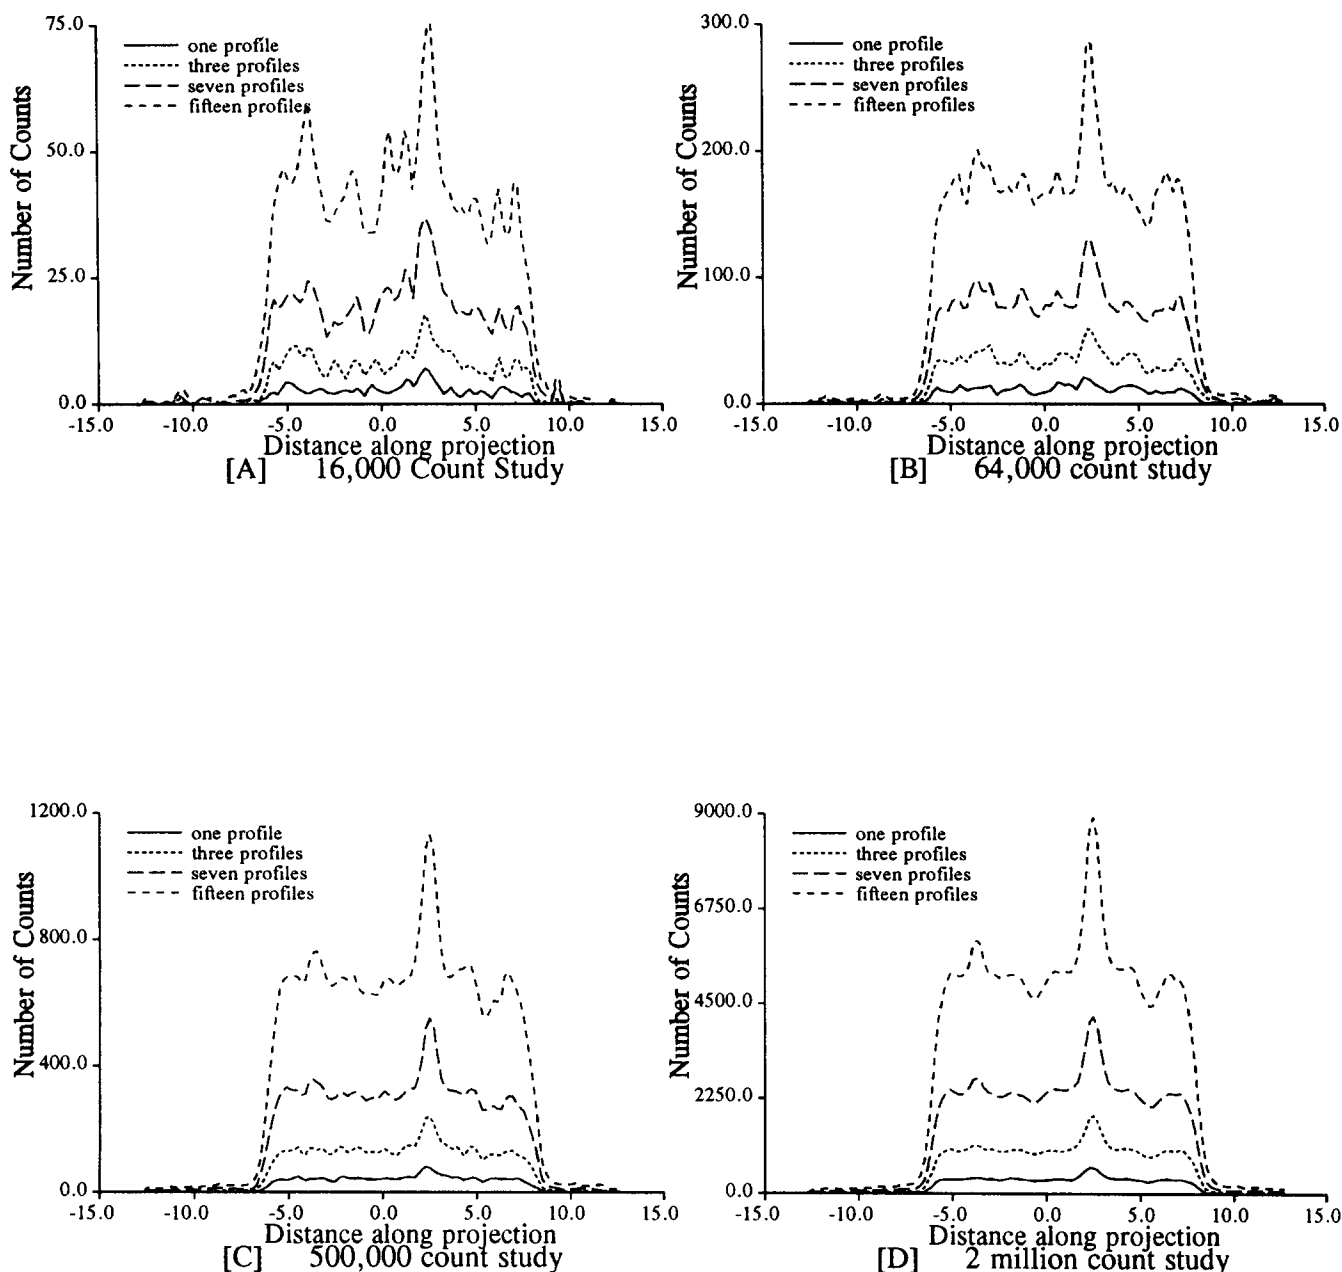 75.0
50.0
25.0
0.0
Number of Counts
one profile
three profiles
seven profiles
fifteen profiles
-15.0 -10.0 -5.0 0.0 5.0 10.0 15.0
Distance along projection
[A] 16,000 Count Study
300.0
200.0
100.0
0.0
Number of Counts
one profile
three profiles
seven profiles
fifteen profiles
-15.0 -10.0 -5.0 0.0 5.0 10.0 15.0
Distance along projection
[B] 64,000 count study
1200.0
800.0
400.0
0.0
Number of Counts
one profile
three profiles
seven profiles
fifteen profiles
-15.0 -10.0 -5.0 0.0 5.0 10.0 15.0
Distance along projection
[C] 500,000 count study
9000.0
6750.0
4500.0
2250.0
0.0
Number of Counts
one profile
three profiles
seven profiles
fifteen profiles
-15.0 -10.0 -5.0 0.0 5.0 10.0 15.0
Distance along projection
[D] 2 million count study